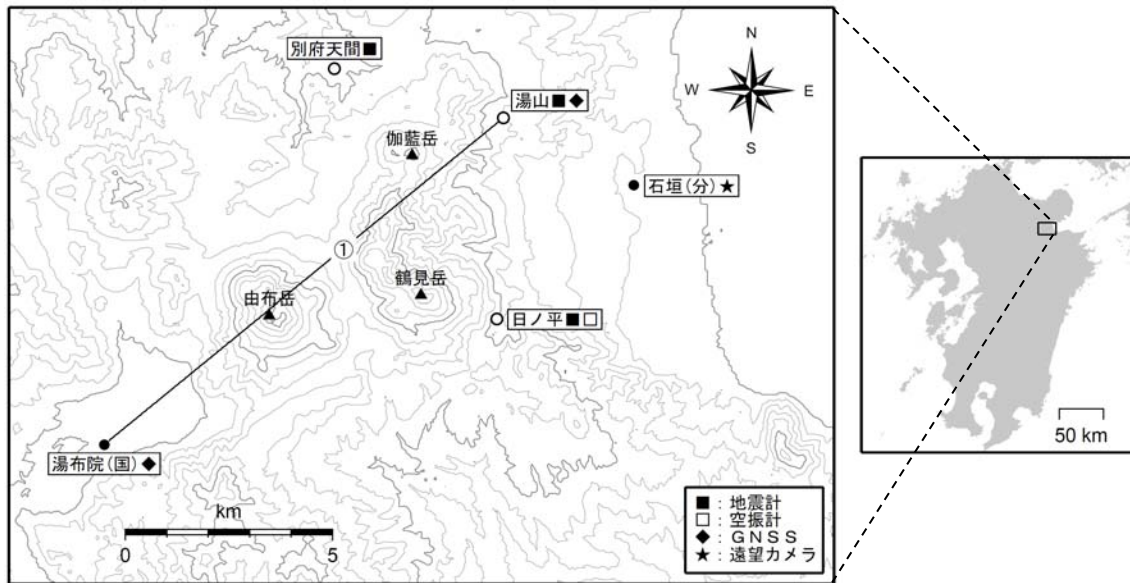 別府天間■
湯山■◆
伽藍岳
石垣(分)★
①
鶴見岳
由布岳
日ノ平■□
湯布院(国)◆
N
W E
S
km
0 5
■:地震計
□:空振計
◆:GNSS
★:遠望カメラ
50 km